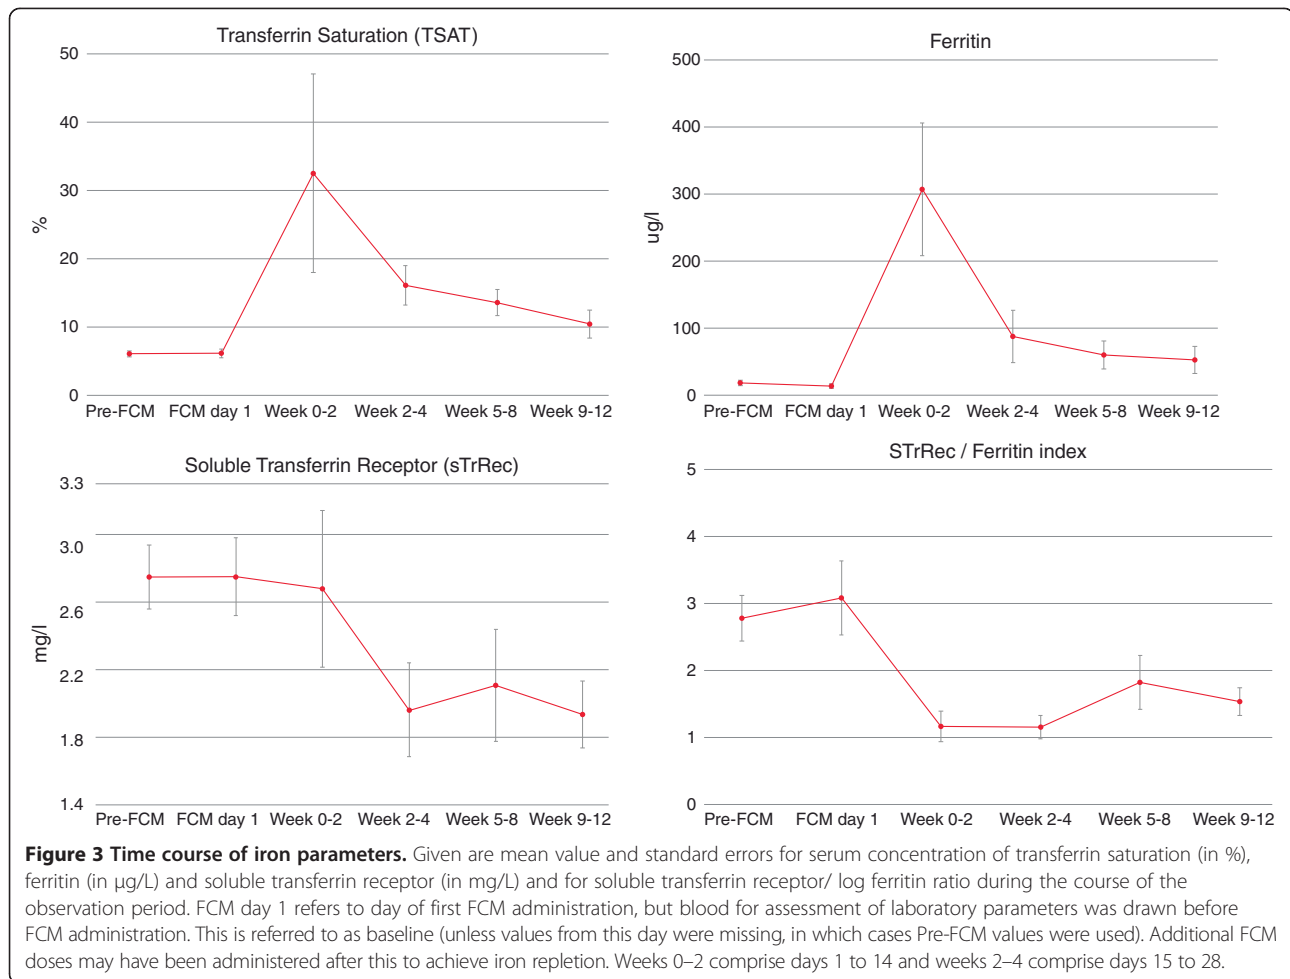 Transferrin Saturation (TSAT)
50
40
30
20
10
0
%
Pre-FCM FCM day 1 Week 0-2 Week 2-4 Week 5-8 Week 9-12
Ferritin
500
400
300
200
100
0
ug/l
Pre-FCM FCM day 1 Week 0-2 Week 2-4 Week 5-8 Week 9-12
Soluble Transferrin Receptor (sTrRec)
3.3
3.0
2.6
2.2
1.8
1.4
mg/l
Pre-FCM FCM day 1 Week 0-2 Week 2-4 Week 5-8 Week 9-12
STrRec / Ferritin index
5
4
3
2
1
0
Pre-FCM FCM day 1 Week 0-2 Week 2-4 Week 5-8 Week 9-12
Figure 3 Time course of iron parameters. Given are mean value and standard errors for serum concentration of transferrin saturation (in %),
ferritin (in μg/L) and soluble transferrin receptor (in mg/L) and for soluble transferrin receptor/ log ferritin ratio during the course of the
observation period. FCM day 1 refers to day of first FCM administration, but blood for assessment of laboratory parameters was drawn before
FCM administration. This is referred to as baseline (unless values from this day were missing, in which cases Pre-FCM values were used). Additional FCM
doses may have been administered after this to achieve iron repletion. Weeks 0–2 comprise days 1 to 14 and weeks 2–4 comprise days 15 to 28.